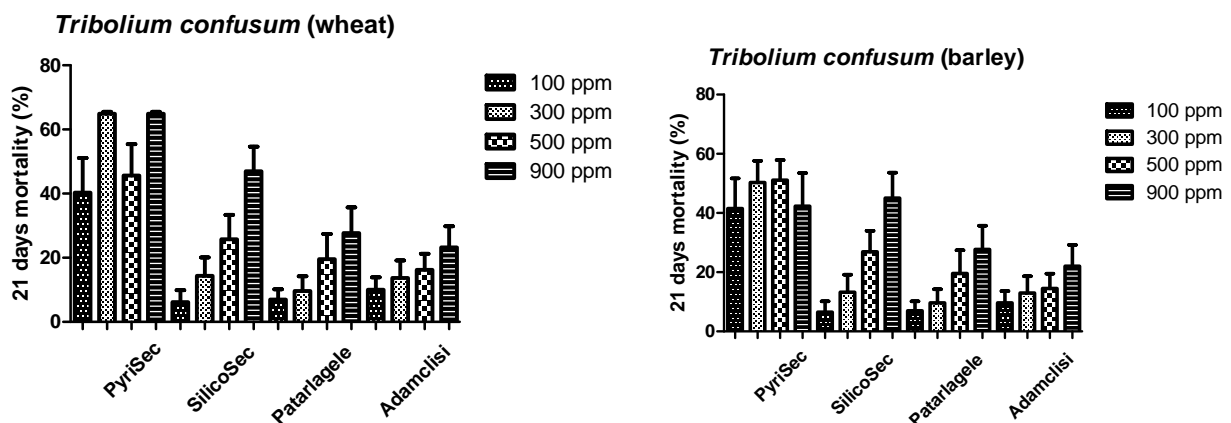 Tribolium confusum (wheat)
21 days mortality (%)
80
60
40
20
0
PyriSec
SilicoSec
Patarlagele
Adamclisi
100 ppm
300 ppm
500 ppm
900 ppm
Tribolium confusum (barley)
21 days mortality (%)
80
60
40
20
0
PyriSec
SilicoSec
Patarlagele
Adamclisi
100 ppm
300 ppm
500 ppm
900 ppm